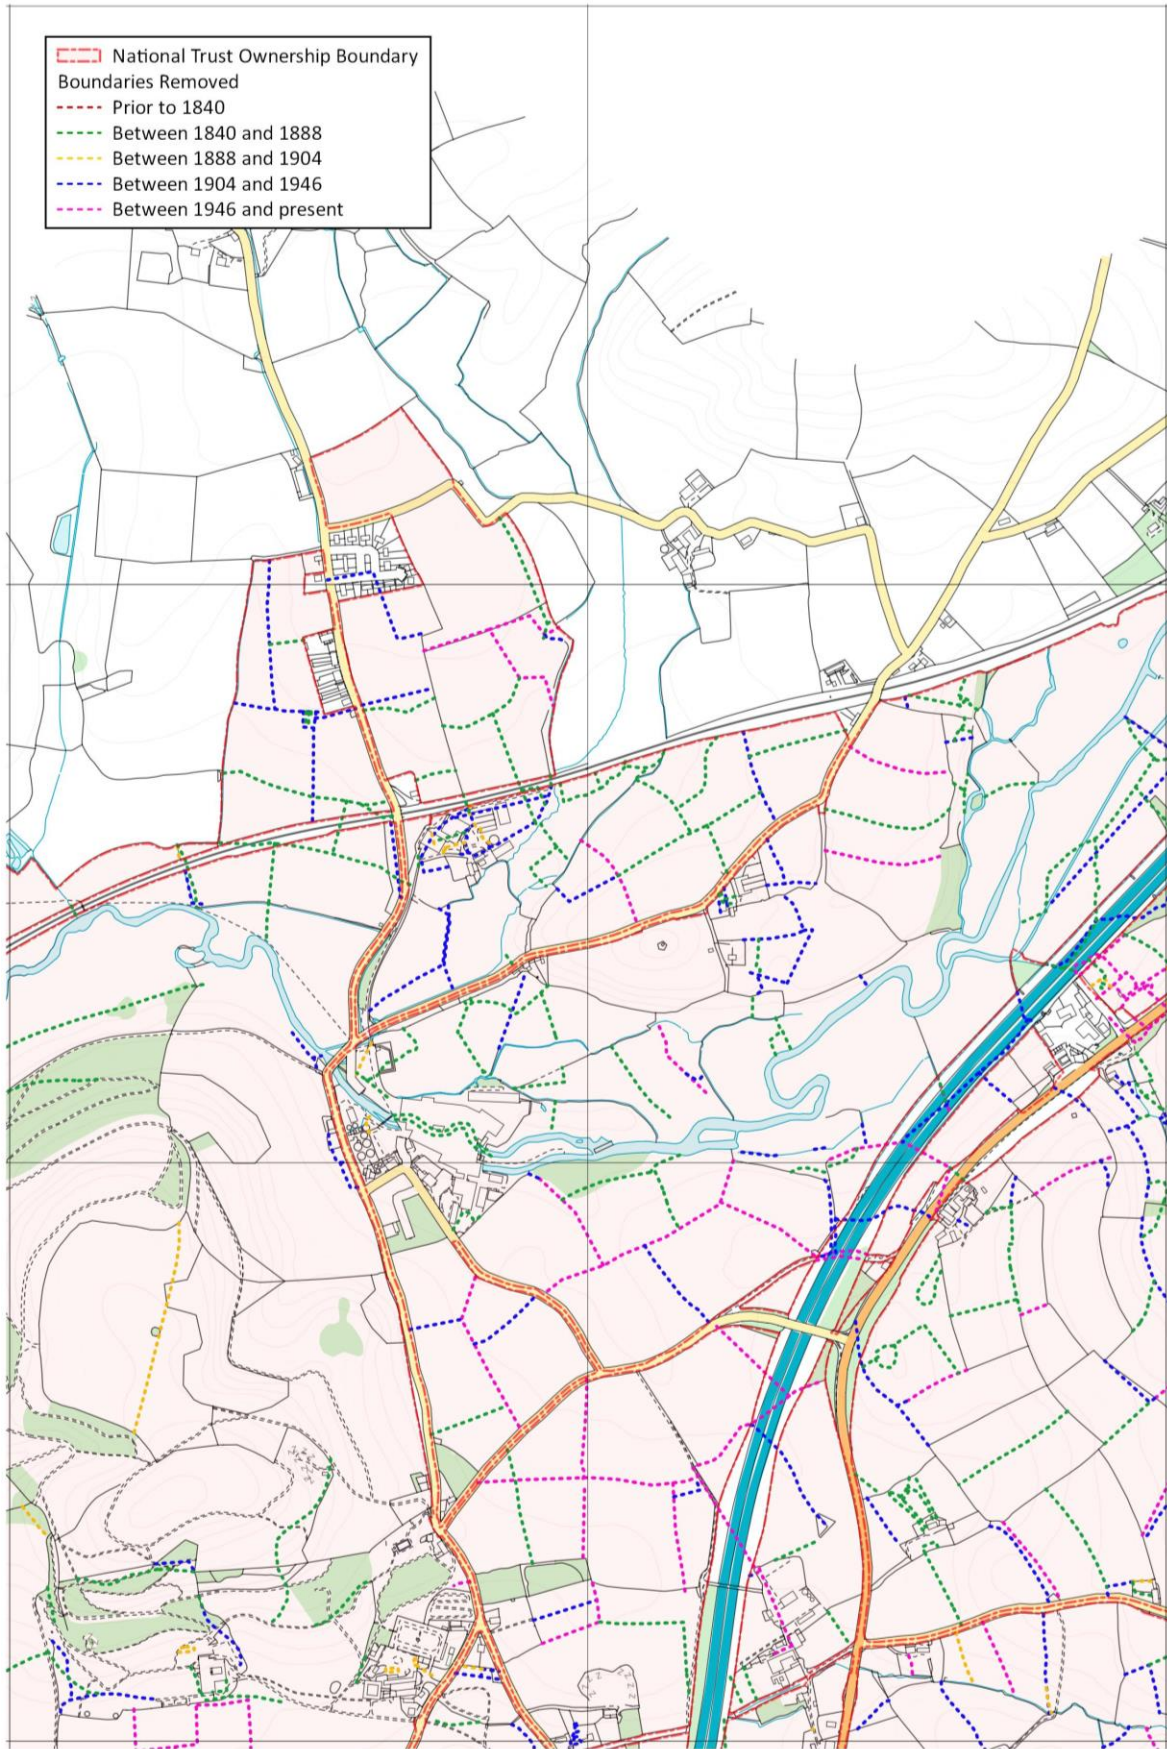 National Trust Ownership Boundary
Boundaries Removed
Prior to 1840
Between 1840 and 1888
Between 1888 and 1904
Between 1904 and 1946
Between 1946 and present